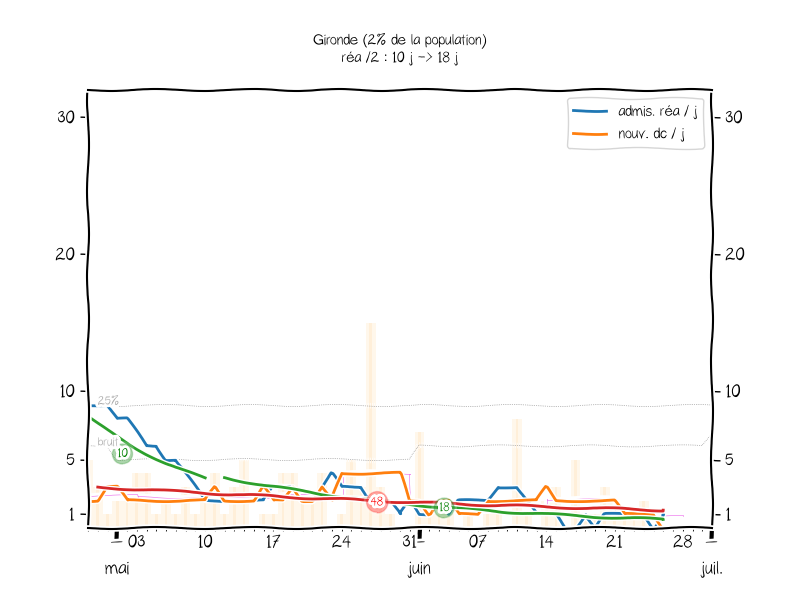 Gironde (2% de la population)
réa /2 : 10 j -> 18 j
admis. réa / j
nouv. dc / j
30
30
20
20
10
10
25%
bruit
10
5
5
48
18
1
1
03
10
17
24
31
07
14
21
28
mai
juin
juil.